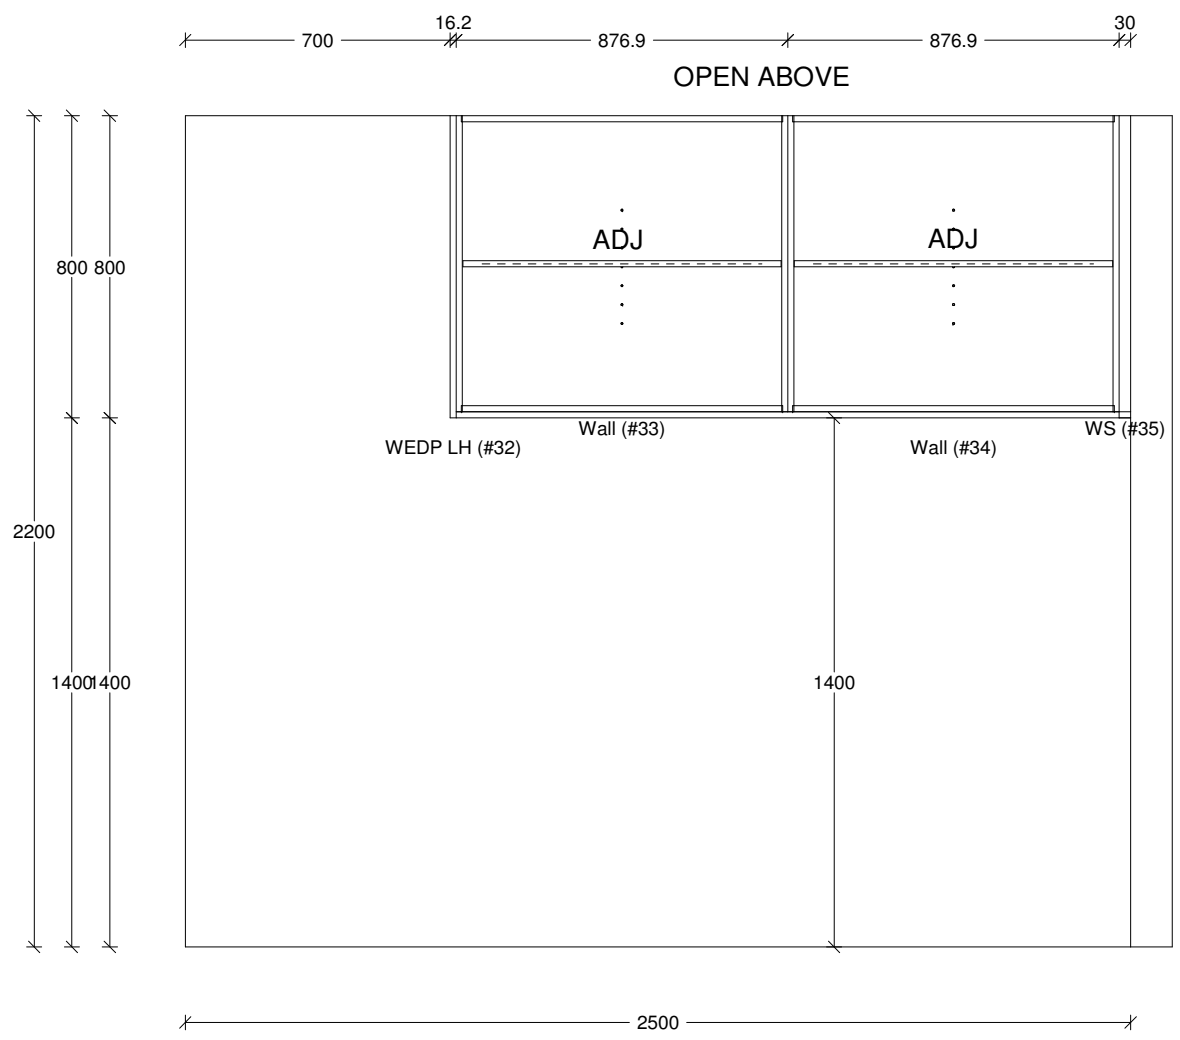 16.2
30
700
876.9
876.9
OPEN ABOVE
ADJ
ADJ
800
800
Wall (#33)
WS (#35)
WEDP LH (#32)
Wall (#34)
2200
1400
1400
1400
2500